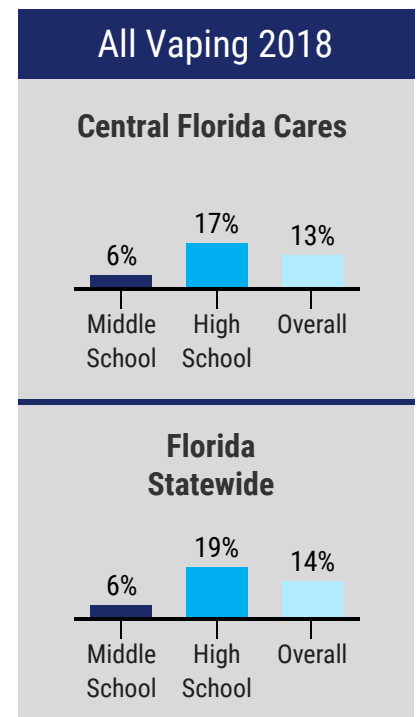 All Vaping 2018
Central Florida Cares
6%
17%
13%
Middle
School
High
School
Overall
Florida
Statewide
6%
19%
14%
Middle
School
High
School
Overall